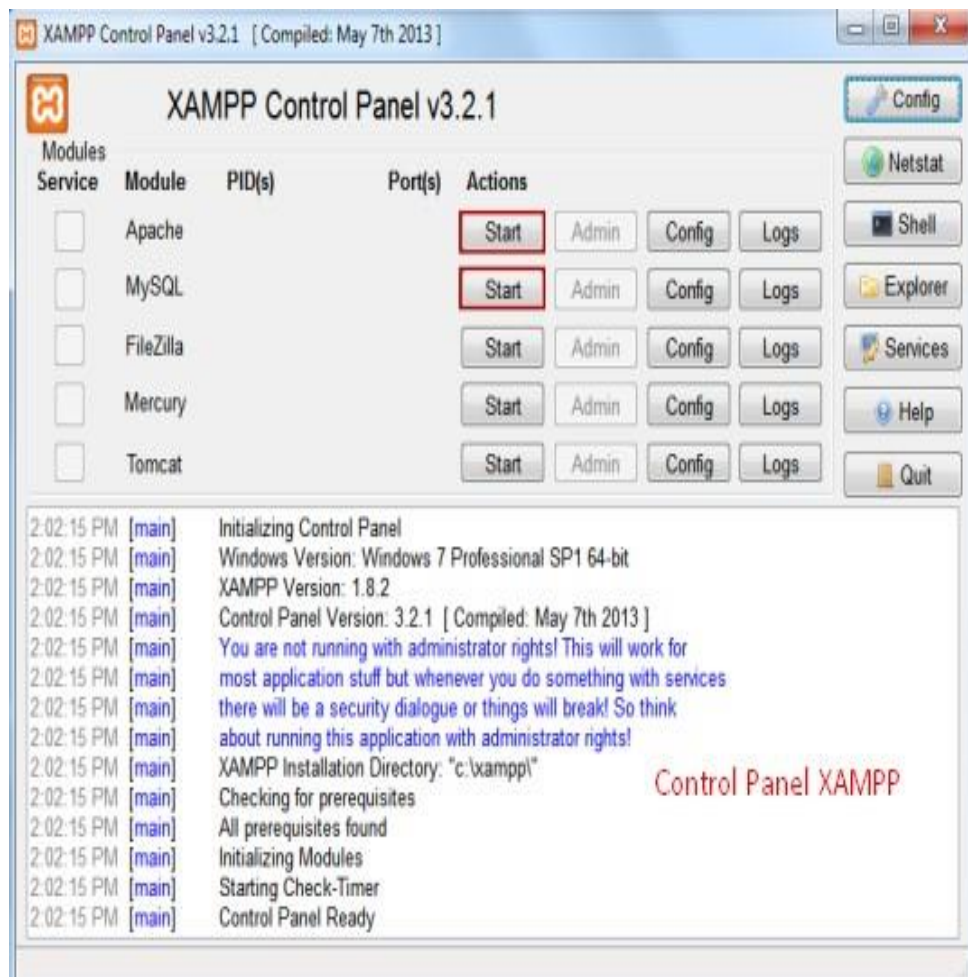 XAMPP Control Panel v3.2.1 [ Compiled: May 7th 2013 ]
XAMPP Control Panel v3.2.1
Config
Netstat
Shell
Explorer
Services
Help
Quit
Modules
Service Module PID(s) Port(s) Actions
Apache Start Admin Config Logs
MySQL Start Admin Config Logs
FileZilla Start Admin Config Logs
Mercury Start Admin Config Logs
Tomcat Start Admin Config Logs
2:02:15 PM [main] Initializing Control Panel
2:02:15 PM [main] Windows Version: Windows 7 Professional SP1 64-bit
2:02:15 PM [main] XAMPP Version: 1.8.2
2:02:15 PM [main] Control Panel Version: 3.2.1 [ Compiled: May 7th 2013 ]
2:02:15 PM [main] You are not running with administrator rights! This will work for
2:02:15 PM [main] most application stuff but whenever you do something with services
2:02:15 PM [main] there will be a security dialogue or things will break! So think
2:02:15 PM [main] about running this application with administrator rights!
2:02:15 PM [main] XAMPP Installation Directory: "c:\xampp\"
2:02:15 PM [main] Checking for prerequisites
2:02:15 PM [main] All prerequisites found
2:02:15 PM [main] Initializing Modules
2:02:15 PM [main] Starting Check-Timer
2:02:15 PM [main] Control Panel Ready
Control Panel XAMPP